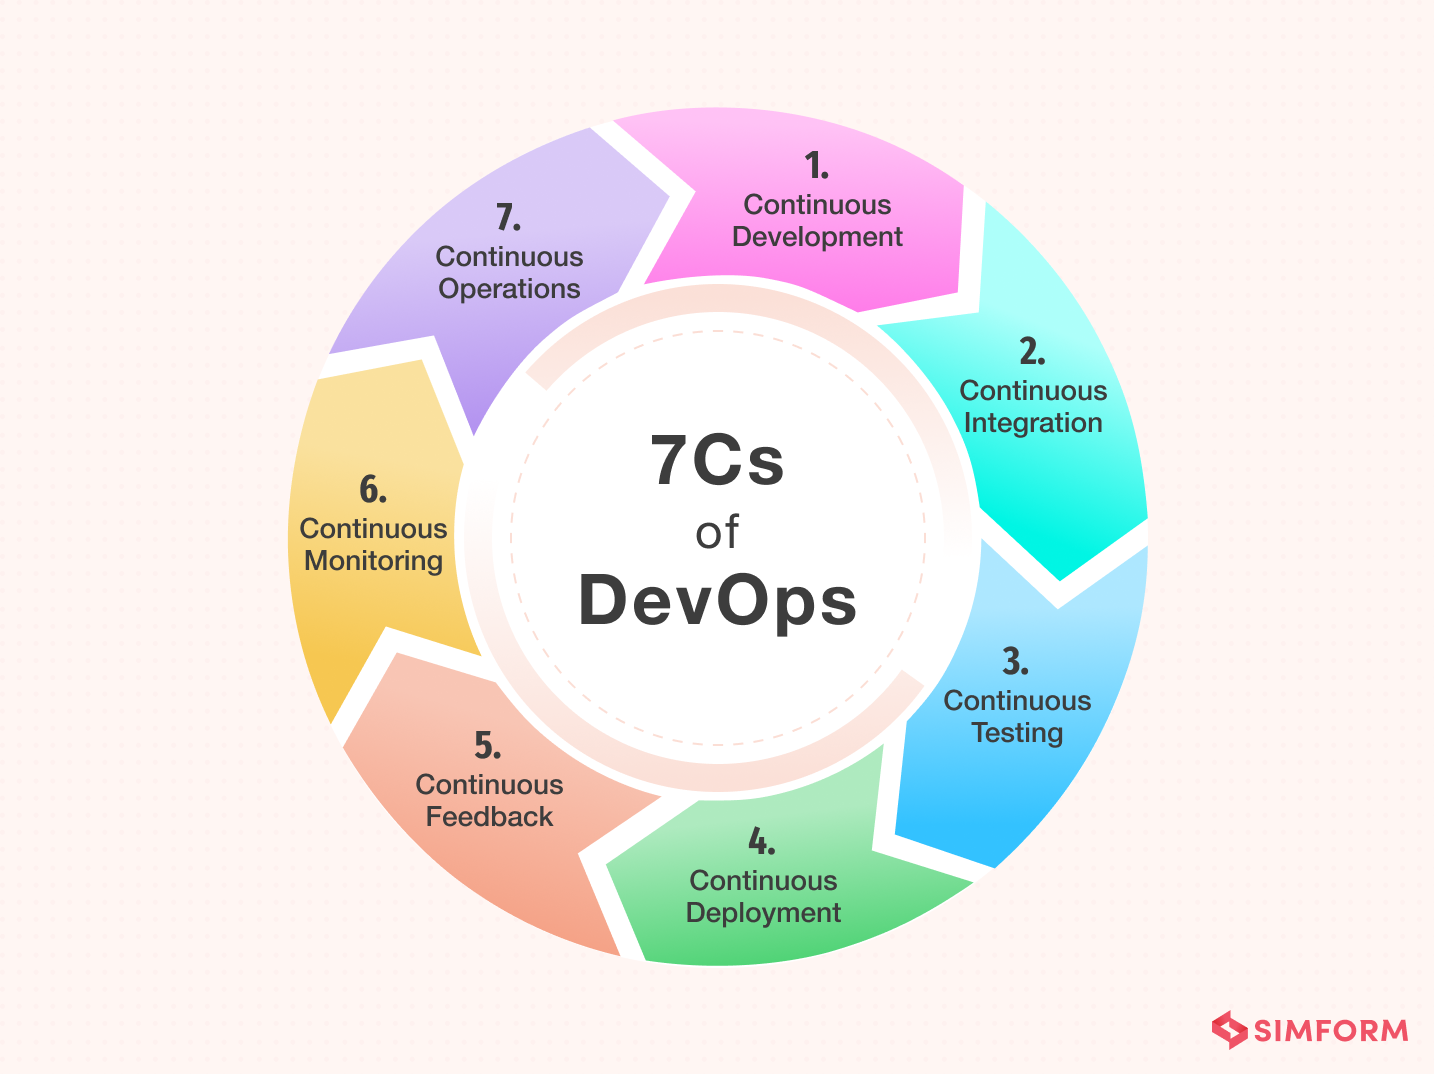 7Cs
of
DevOps
1.
Continuous
Development
2.
Continuous
Integration
3.
Continuous
Testing
4.
Continuous
Deployment
5.
Continuous
Feedback
6.
Continuous
Monitoring
7.
Continuous
Operations
SIMFORM